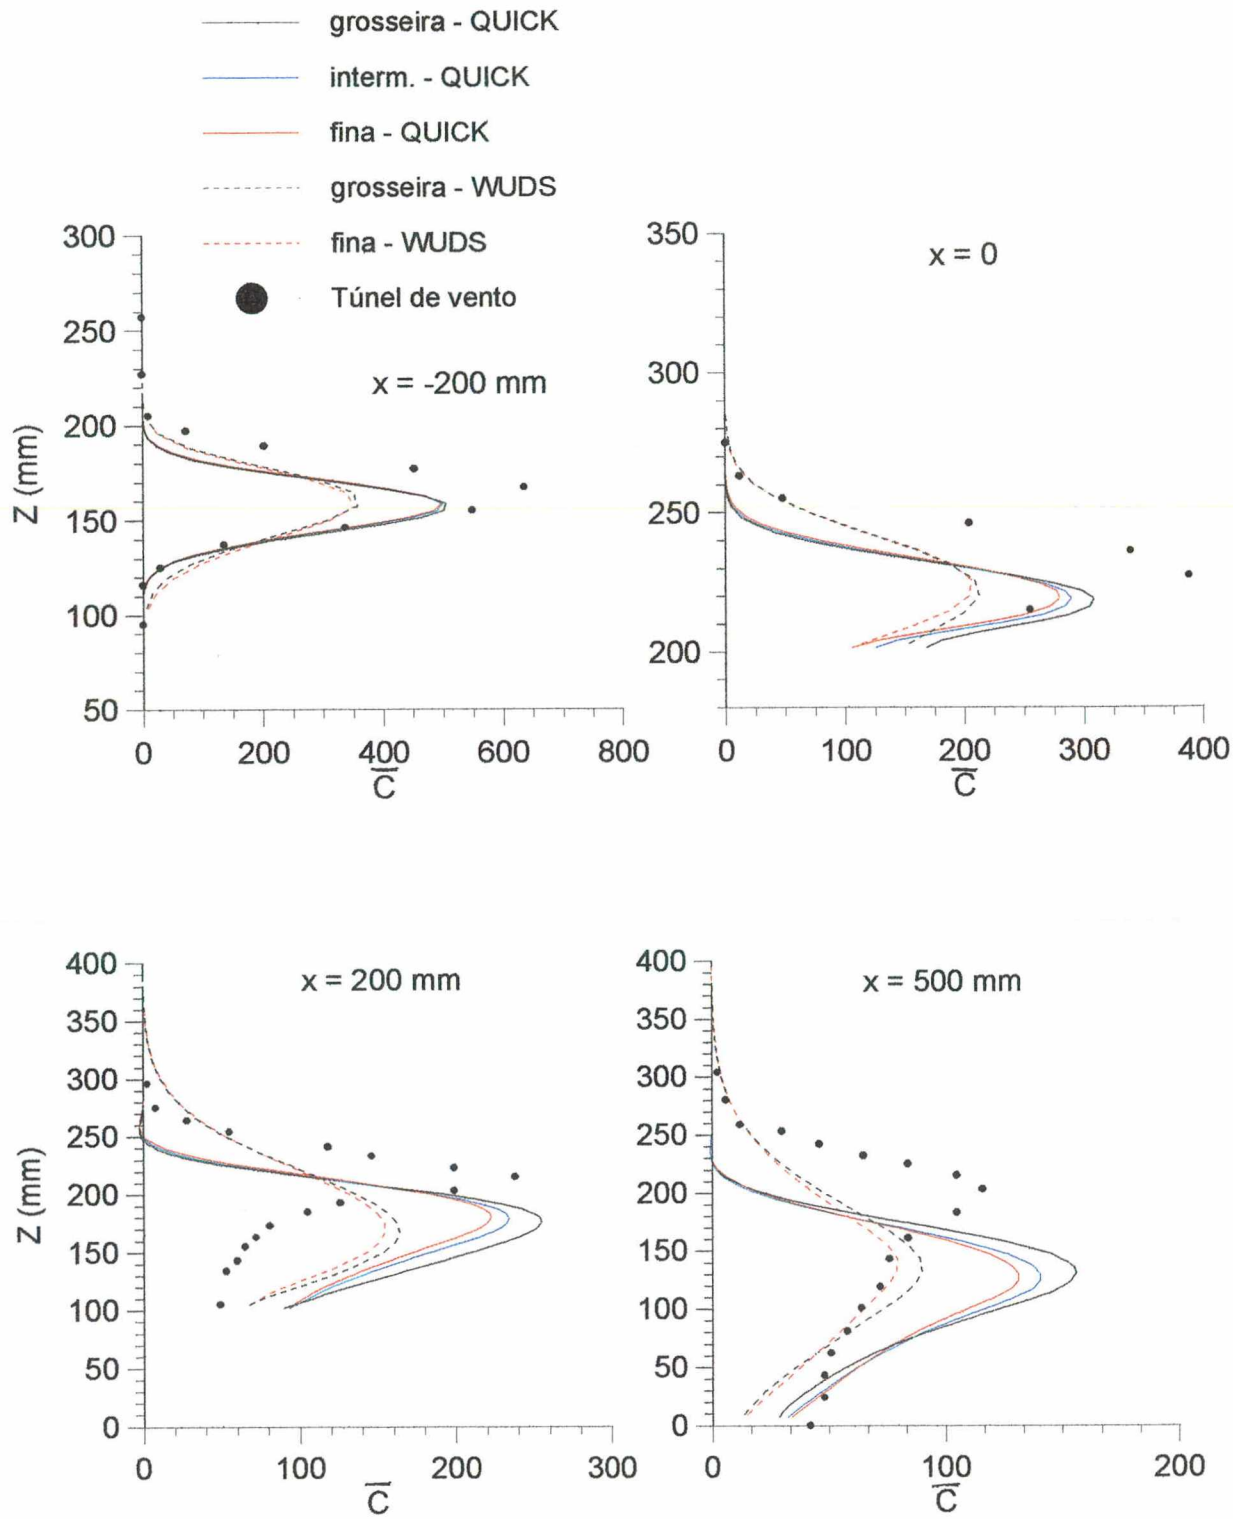 grosseira - QUICK
interm. - QUICK
fina - QUICK
grosseira - WUDS
fina - WUDS
Túnel de vento
300
250
200
150
100
50
Z (mm)
x = -200 mm
0 200 400 600 800
C
350
300
250
200
x = 0
0 100 200 300 400
C
400
350
300
250
200
150
100
50
0
Z (mm)
x = 200 mm
0 100 200 300
C
400
350
300
250
200
150
100
50
0
x = 500 mm
0 100 200
C